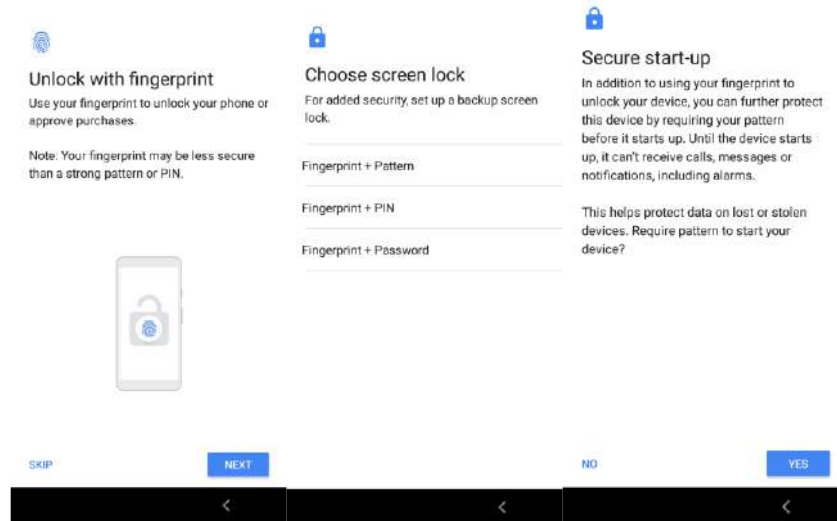 Unlock with fingerprint
Use your fingerprint to unlock your phone or
approve purchases.
Note: Your fingerprint may be less secure
than a strong pattern or PIN.
SKIP
NEXT
Choose screen lock
For added security, set up a backup screen
lock.
Fingerprint + Pattern
Fingerprint + PIN
Fingerprint + Password
Secure start-up
In addition to using your fingerprint to
unlock your device, you can further protect
this device by requiring your pattern
before it starts up. Until the device starts
up, it can't receive calls, messages or
notifications, including alarms.
This helps protect data on lost or stolen
devices. Require pattern to start your
device?
NO
YES